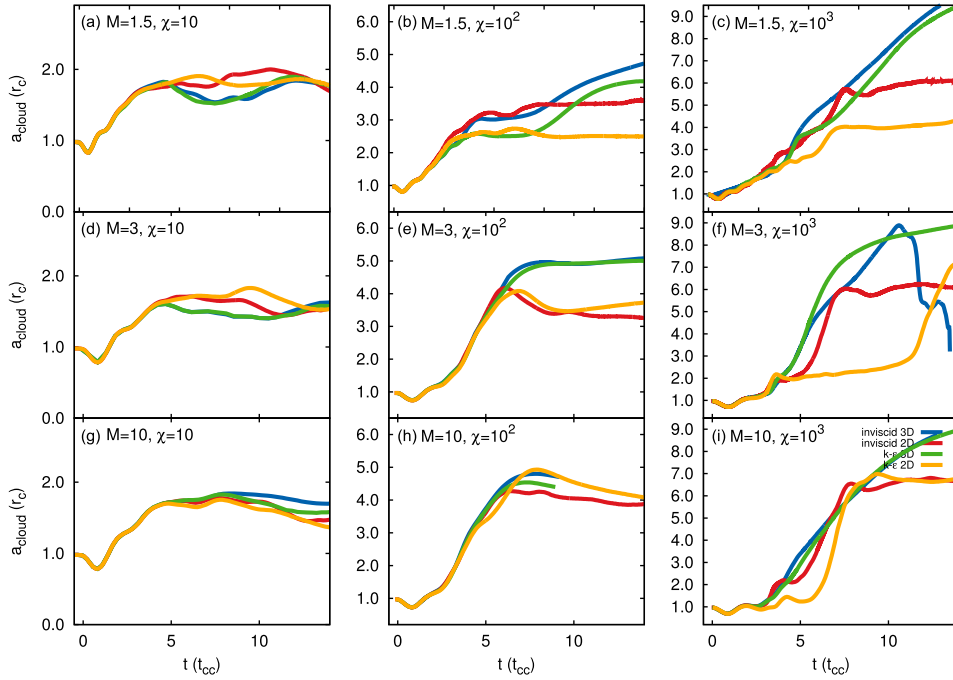 (a) M=1.5, χ=10
(b) M=1.5, χ=10²
(c) M=1.5, χ=10³
a_cloud (r_c)
2.0
1.0
0.0
6.0
5.0
4.0
3.0
2.0
1.0
9.0
8.0
7.0
6.0
5.0
4.0
3.0
2.0
1.0
(d) M=3, χ=10
(e) M=3, χ=10²
(f) M=3, χ=10³
a_cloud (r_c)
2.0
1.0
0.0
6.0
5.0
4.0
3.0
2.0
1.0
9.0
8.0
7.0
6.0
5.0
4.0
3.0
2.0
1.0
(g) M=10, χ=10
(h) M=10, χ=10²
(i) M=10, χ=10³
inviscid 3D
inviscid 2D
k-ε 3D
k-ε 2D
a_cloud (r_c)
2.0
1.0
0.0
6.0
5.0
4.0
3.0
2.0
1.0
9.0
8.0
7.0
6.0
5.0
4.0
3.0
2.0
1.0
0 5 10
0 5 10
0 5 10
t (t_cc)
t (t_cc)
t (t_cc)